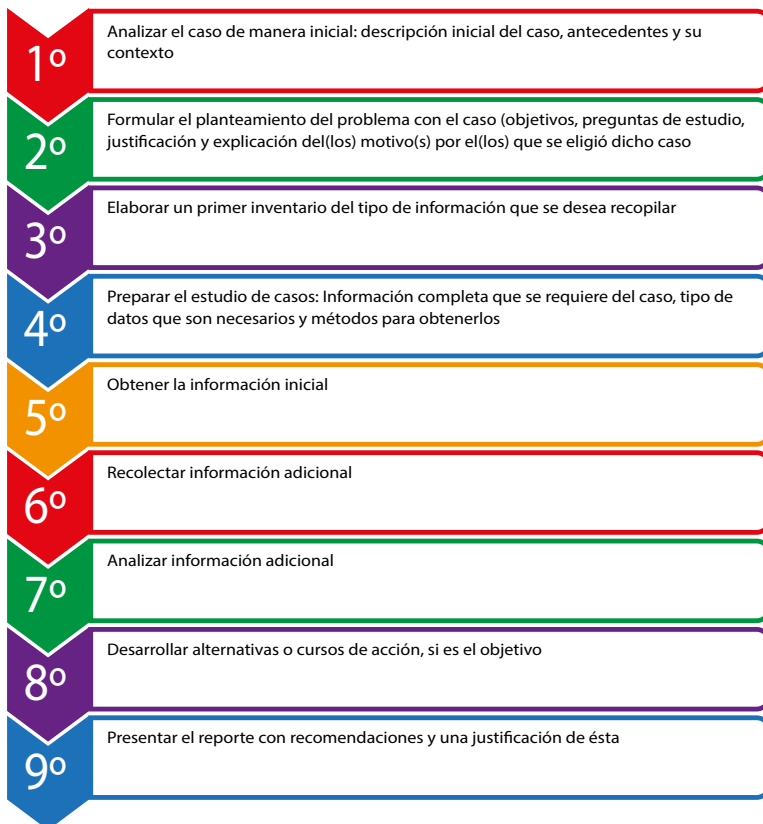 1º
Analizar el caso de manera inicial: descripción inicial del caso, antecedentes y su
contexto
2º
Formular el planteamiento del problema con el caso (objetivos, preguntas de estudio,
justificación y explicación del(los) motivo(s) por el(los) que se eligió dicho caso
3º
Elaborar un primer inventario del tipo de información que se desea recopilar
4º
Preparar el estudio de casos: Información completa que se requiere del caso, tipo de
datos que son necesarios y métodos para obtenerlos
5º
Obtener la información inicial
6º
Recolectar información adicional
7º
Analizar información adicional
8º
Desarrollar alternativas o cursos de acción, si es el objetivo
9º
Presentar el reporte con recomendaciones y una justificación de ésta